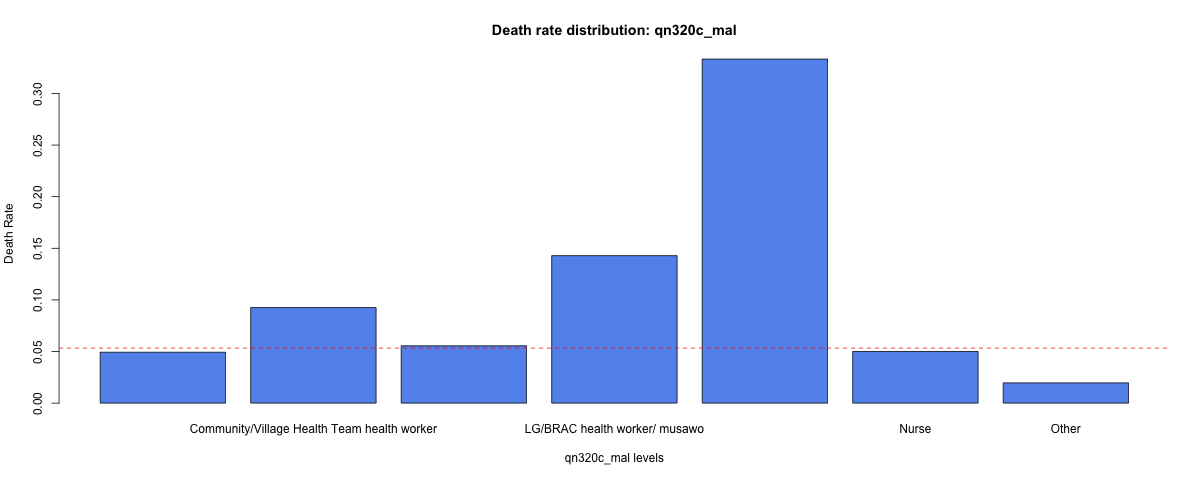 Death rate distribution: qn320c_mal
Death Rate
0.30
0.25
0.20
0.15
0.10
0.05
0.00
Community/Village Health Team health worker
LG/BRAC health worker/ musawo
Nurse
Other
qn320c_mal levels